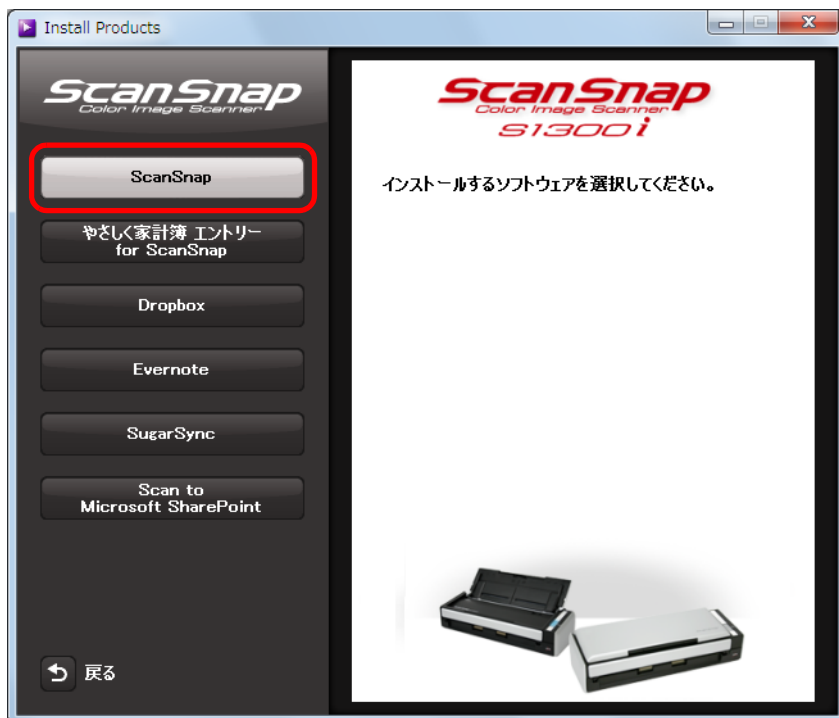 Install Products
ScanSnap
Color Image Scanner
ScanSnap
やさしく家計簿 エントリー
for ScanSnap
Dropbox
Evernote
SugarSync
Scan to
Microsoft SharePoint
戻る
ScanSnap
Color Image Scanner
S1300i
インストールするソフトウェアを選択してください。